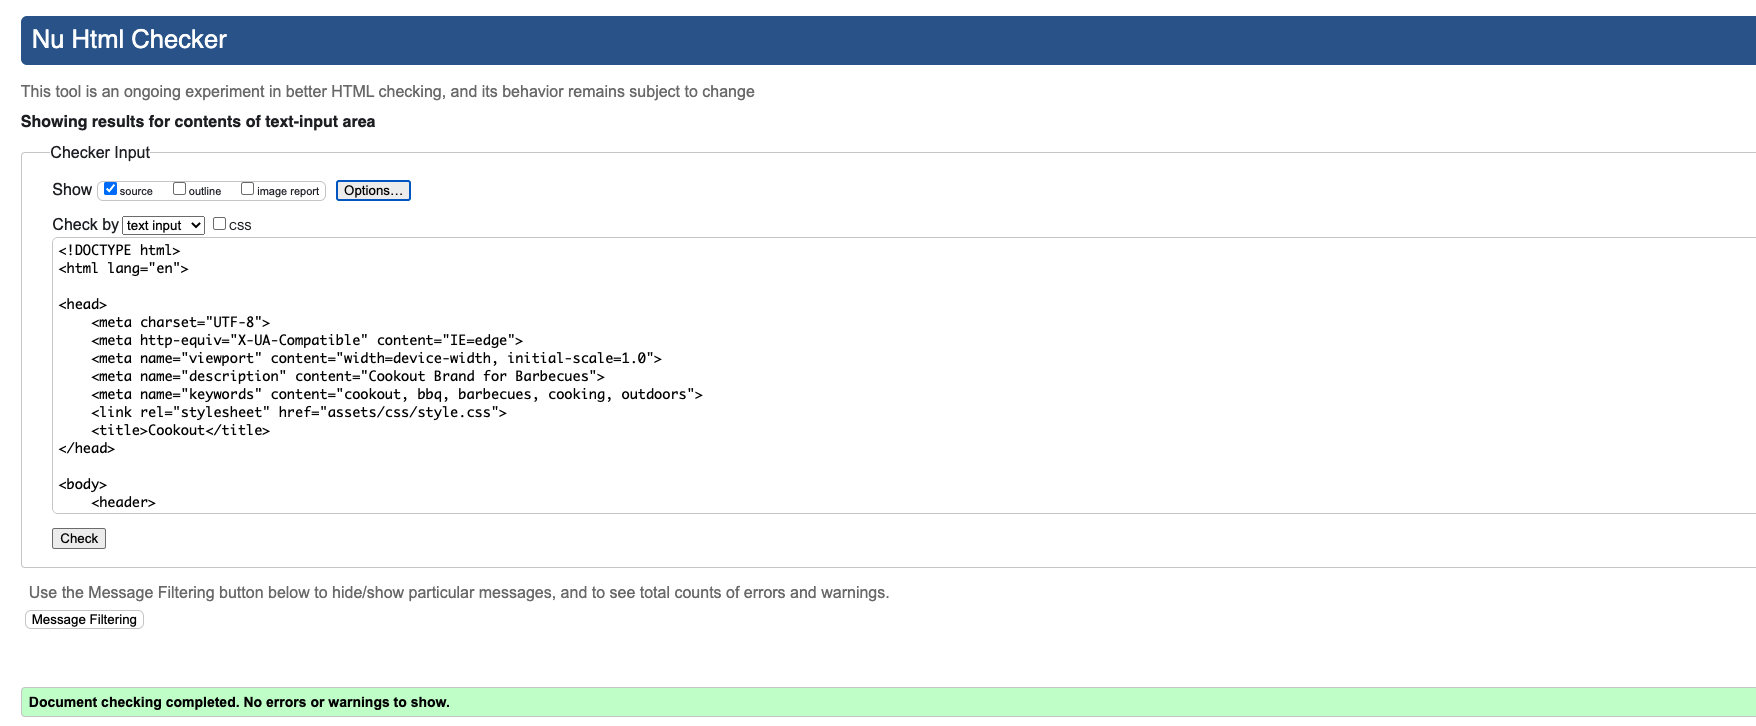 Nu Html Checker
This tool is an ongoing experiment in better HTML checking, and its behavior remains subject to change
Showing results for contents of text-input area
Checker Input
Show source outline image report Options...
Check by text input CSS
<!DOCTYPE html>
<html lang="en">
<head>
    <meta charset="UTF-8">
    <meta http-equiv="X-UA-Compatible" content="IE=edge">
    <meta name="viewport" content="width=device-width, initial-scale=1.0">
    <meta name="description" content="Cookout Brand for Barbecues">
    <meta name="keywords" content="cookout, bbq, barbecues, cooking, outdoors">
    <link rel="stylesheet" href="assets/css/style.css">
    <title>Cookout</title>
</head>
<body>
    <header>
Check
Use the Message Filtering button below to hide/show particular messages, and to see total counts of errors and warnings.
Message Filtering
Document checking completed. No errors or warnings to show.